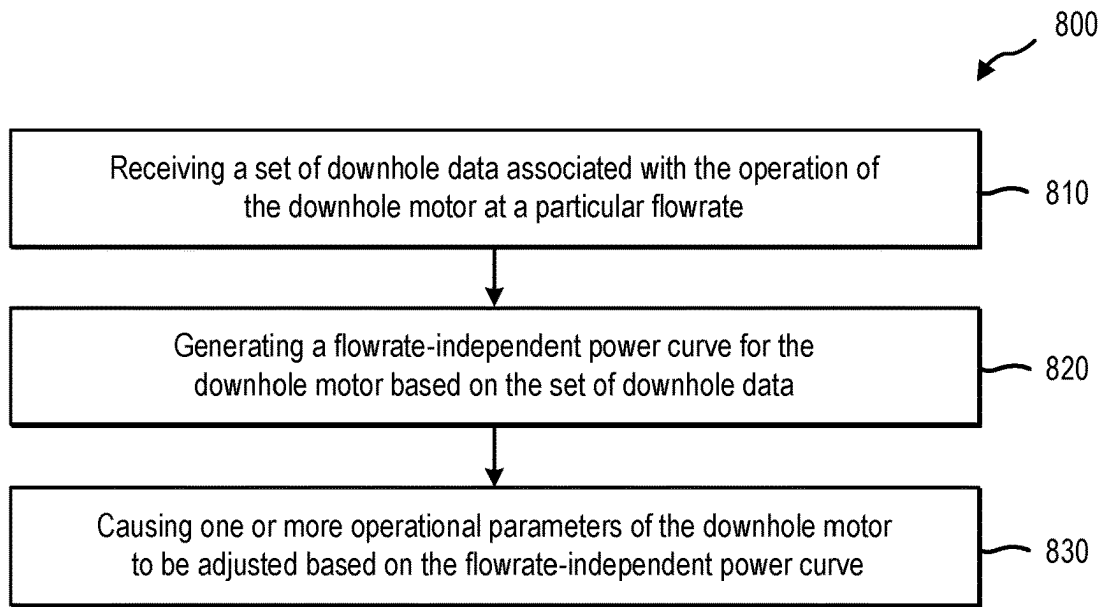 800
Receiving a set of downhole data associated with the operation of
the downhole motor at a particular flowrate
810
Generating a flowrate-independent power curve for the
downhole motor based on the set of downhole data
820
Causing one or more operational parameters of the downhole motor
to be adjusted based on the flowrate-independent power curve
830